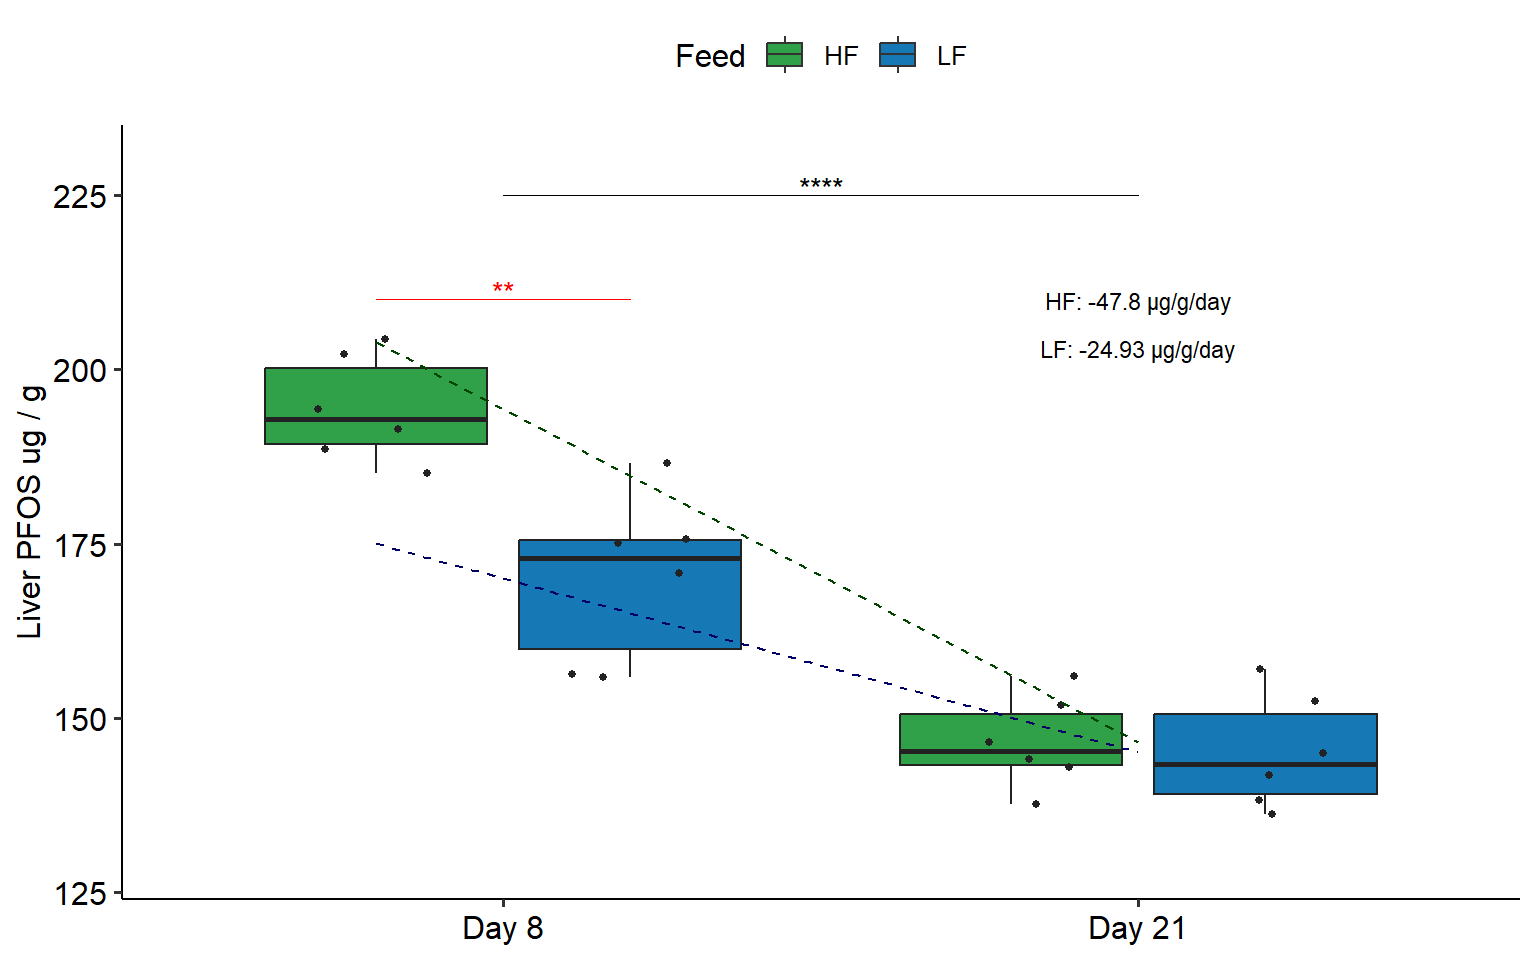 Feed HF LF
****
225
**
HF: -47.8 µg/g/day
LF: -24.93 µg/g/day
200
175
150
125
Liver PFOS ug / g
Day 8 Day 21